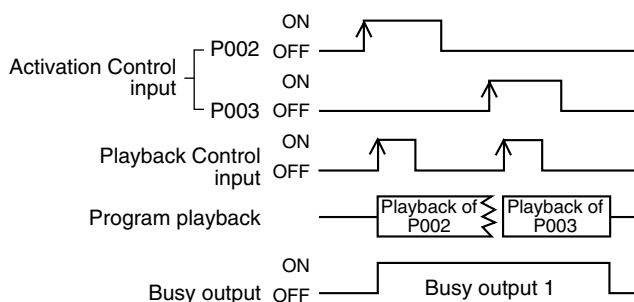 ON
P002 OFF
Activation Control
input
ON
P003 OFF
ON
Playback Control OFF
input
Program playback
Playback of
P002
Playback of
P003
ON
Busy output OFF
Busy output 1